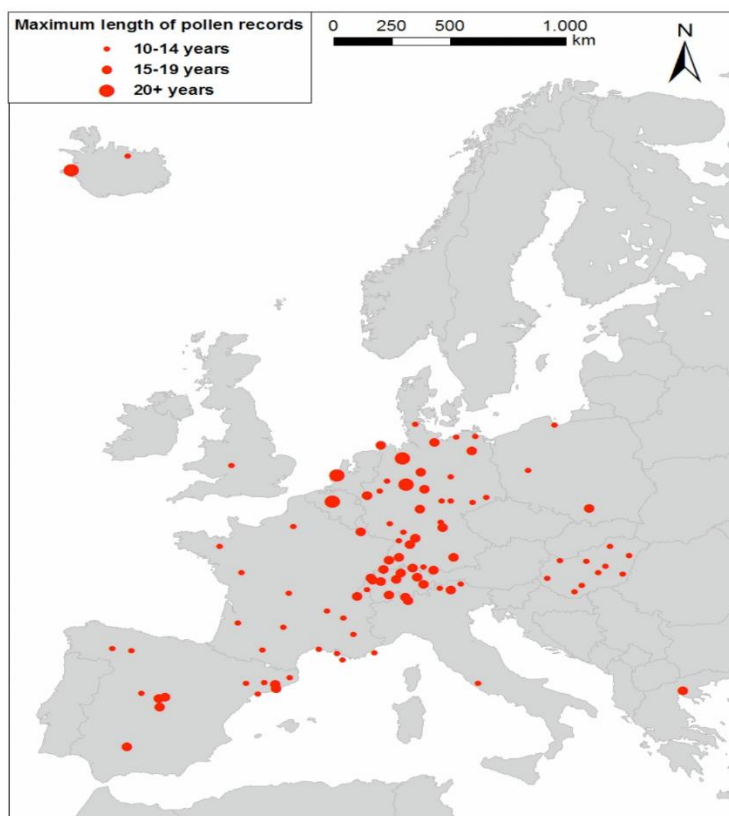 Maximum length of pollen records
10-14 years
15-19 years
20+ years
0 250 500 1.000
km
N